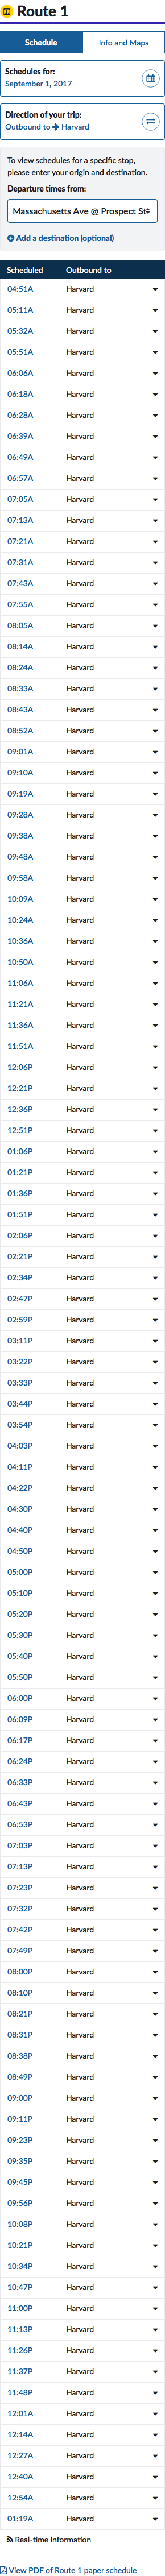 Route 1
Schedule Info and Maps
Schedules for:
September 1, 2017
Direction of your trip:
Outbound to Harvard
To view schedules for a specific stop,
please enter your origin and destination.
Departure times from:
Massachusetts Ave @ Prospect St
Add a destination (optional)
Scheduled Outbound to
04:51A Harvard
05:11A Harvard
05:32A Harvard
05:51A Harvard
06:06A Harvard
06:18A Harvard
06:28A Harvard
06:39A Harvard
06:49A Harvard
06:57A Harvard
07:05A Harvard
07:13A Harvard
07:21A Harvard
07:31A Harvard
07:43A Harvard
07:55A Harvard
08:05A Harvard
08:14A Harvard
08:24A Harvard
08:33A Harvard
08:43A Harvard
08:52A Harvard
09:01A Harvard
09:10A Harvard
09:19A Harvard
09:28A Harvard
09:38A Harvard
09:48A Harvard
09:58A Harvard
10:09A Harvard
10:24A Harvard
10:36A Harvard
10:50A Harvard
11:06A Harvard
11:21A Harvard
11:36A Harvard
11:51A Harvard
12:06P Harvard
12:21P Harvard
12:36P Harvard
12:51P Harvard
01:06P Harvard
01:21P Harvard
01:36P Harvard
01:51P Harvard
02:06P Harvard
02:21P Harvard
02:34P Harvard
02:47P Harvard
02:59P Harvard
03:11P Harvard
03:22P Harvard
03:33P Harvard
03:44P Harvard
03:54P Harvard
04:03P Harvard
04:11P Harvard
04:22P Harvard
04:30P Harvard
04:40P Harvard
04:50P Harvard
05:00P Harvard
05:10P Harvard
05:20P Harvard
05:30P Harvard
05:40P Harvard
05:50P Harvard
06:00P Harvard
06:09P Harvard
06:17P Harvard
06:24P Harvard
06:33P Harvard
06:43P Harvard
06:53P Harvard
07:03P Harvard
07:13P Harvard
07:23P Harvard
07:32P Harvard
07:42P Harvard
07:49P Harvard
08:00P Harvard
08:10P Harvard
08:21P Harvard
08:31P Harvard
08:38P Harvard
08:49P Harvard
09:00P Harvard
09:11P Harvard
09:23P Harvard
09:35P Harvard
09:45P Harvard
09:56P Harvard
10:08P Harvard
10:21P Harvard
10:34P Harvard
10:47P Harvard
11:00P Harvard
11:13P Harvard
11:26P Harvard
11:37P Harvard
11:48P Harvard
12:01A Harvard
12:14A Harvard
12:27A Harvard
12:40A Harvard
12:54A Harvard
01:19A Harvard
Real-time information
View PDF of Route 1 paper schedule